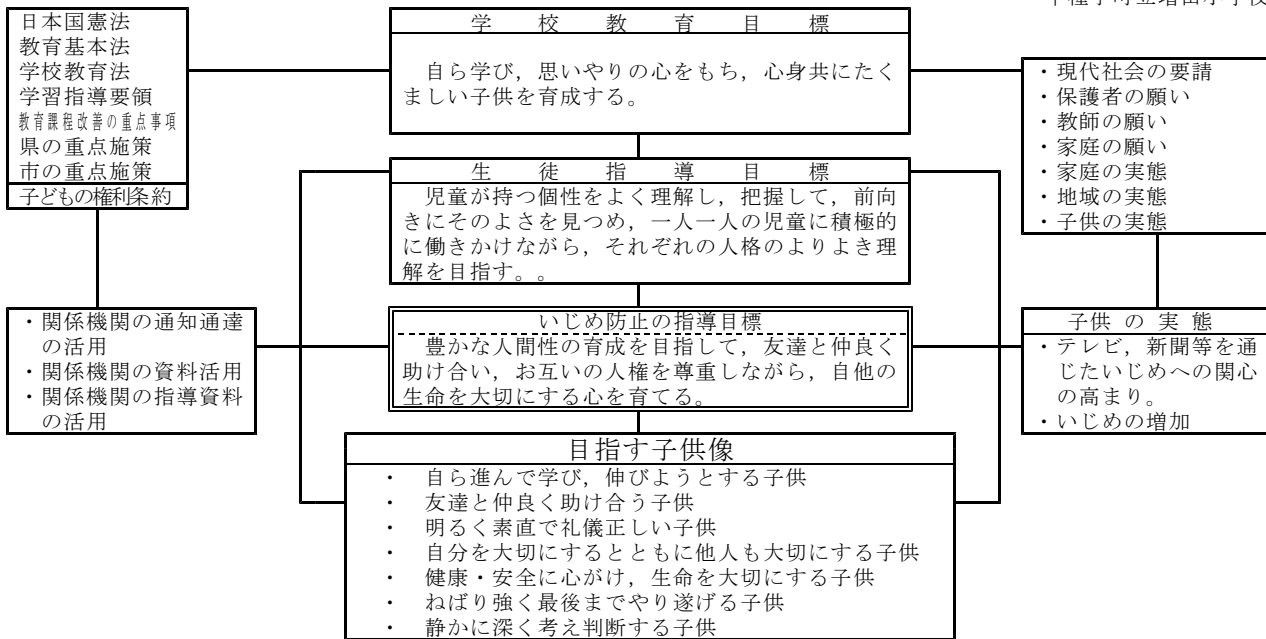 日本国憲法
教育基本法
学校教育法
学習指導要領
教育課程改善の重点事項
県の重点施策
市の重点施策
子どもの権利条約
学校教育目標
自ら学び，思いやりの心をもち，心身共にたく
ましい子供を育成する。
・現代社会の要請
・保護者の願い
・教師の願い
・家庭の願い
・家庭の実態
・地域の実態
・子供の実態
生徒指導目標
児童が持つ個性をよく理解し，把握して，前向
きにそのよさを見つめ，一人一人の児童に積極的
に働きかけながら，それぞれの人格のよりよき理
解を目指す。。
・関係機関の通知通達
の活用
・関係機関の資料活用
・関係機関の指導資料
の活用
いじめ防止の指導目標
豊かな人間性の育成を目指して，友達と仲良く
助け合い，お互いの人権を尊重しながら，自他の
生命を大切にする心を育てる。
子供の実態
・テレビ，新聞等を通
じたいじめへの関心
の高まり。
・いじめの増加
目指す子供像
・ 自ら進んで学び，伸びようとする子供
・ 友達と仲良く助け合う子供
・ 明るく素直で礼儀正しい子供
・ 自分を大切にするとともに他人も大切にする子供
・ 健康・安全に心がけ，生命を大切にする子供
・ ねばり強く最後までやり遂げる子供
・ 静かに深く考え判断する子供